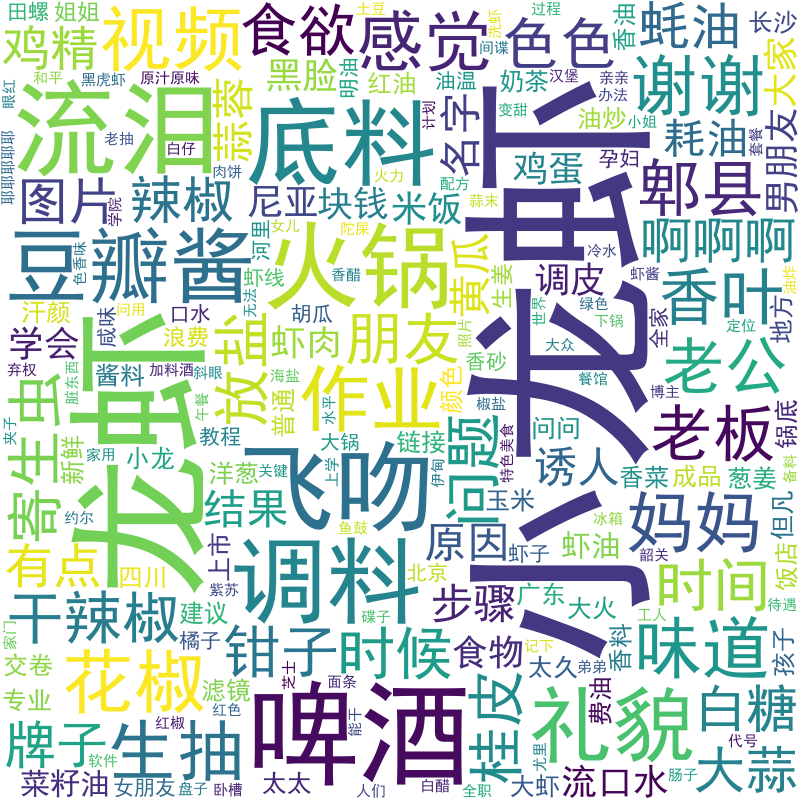 田螺
姐姐
鸡精
视频
食欲
感觉
色色
香油
蚝油
长沙
土豆
洗虾
间谍
过程
和平
黑虎虾
原汁原味
黑脸
明油
红油
油温
奶茶
汉堡
亲亲
办法
谢谢
大家
眼红
流泪
老抽
白仔
蒜蓉
底料
计划
名字
变甜
油炒
小姐
耗油
套餐
男朋友
耶耶耶耶耶
肉饼
火力
配方
鸡蛋
孕妇
图片
学院
辣椒
尼亚
块钱
米饭
蒜末
小龙虾
郫县
啊啊啊
豆瓣酱
色香味
河里
女儿
陀尿
虾线
香醋
火锅
黄瓜
生姜
冷水
虾酱
调皮
香叶
地方
油炸
汗颜
问用
咸味
口水
无法
胡瓜
照片
世界
绿色
下锅
全家
定位
学会
浪费
放盐
虾肉
朋友
香砂
大众
老公
弃权
脏东西
酱料
加料酒
斜眼
海盐
水平
颜色
椒盐
餐馆
博主
龙虾
寄生虫
新鲜
午餐
普通
作业
特色美食
老板
锅底
夹子
家用
小龙
教程
大锅
链接
问题
问问
洋葱
关键
上学
伊甸
诱人
香菜
成品
葱姜
备料
结果
飞吻
玉米
约尔
上市
鱼鼓
原因
虾子
冰箱
虾油
妈妈
但凡
有点
四川
紫苏
调料
北京
步骤
广东
大火
韶关
时间
饭店
待遇
家门
干辣椒
建议
橘子
钳子
碟子
时候
食物
记下
太久
弟弟
工人
香料
味道
孩子
交卷
花椒
滤镜
芝士
面条
桂皮
费油
专业
红椒
红色
啤酒
能干
礼貌
白糖
代号
牌子
软件
生抽
尤里
大蒜
菜籽油
女朋友
盘子
卧槽
太太
人们
白醋
全职
大虾
流口水
肠子